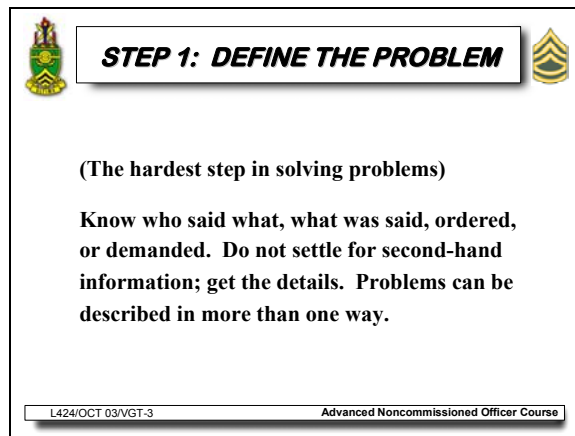 STEP 1: DEFINE THE PROBLEM
(The hardest step in solving problems)
Know who said what, what was said, ordered,
or demanded. Do not settle for second-hand
information; get the details. Problems can be
described in more than one way.
L424/OCT 03/VGT-3
Advanced Noncommissioned Officer Course